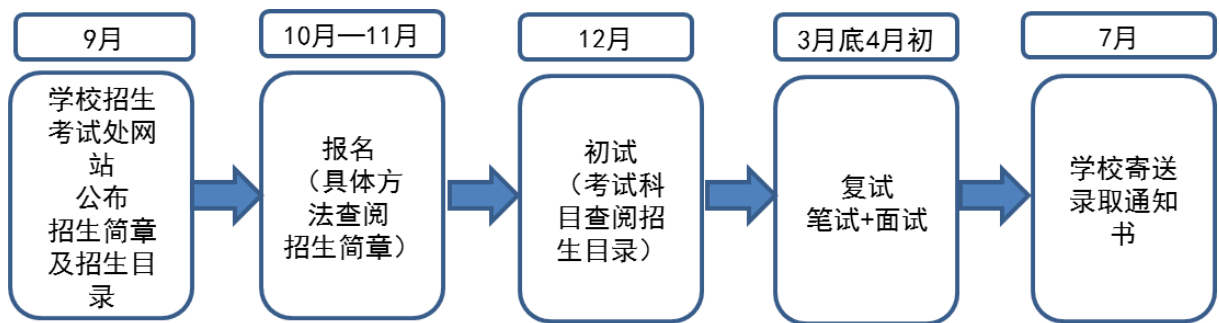 9月
学校招生
考试处网
站
公布
招生简章
及招生目
录
10月—11月
报名
（具体方
法查阅
招生简章）
12月
初试
（考试科
目查阅招
生目录）
3月底4月初
复试
笔试+面试
7月
学校寄送
录取通知
书